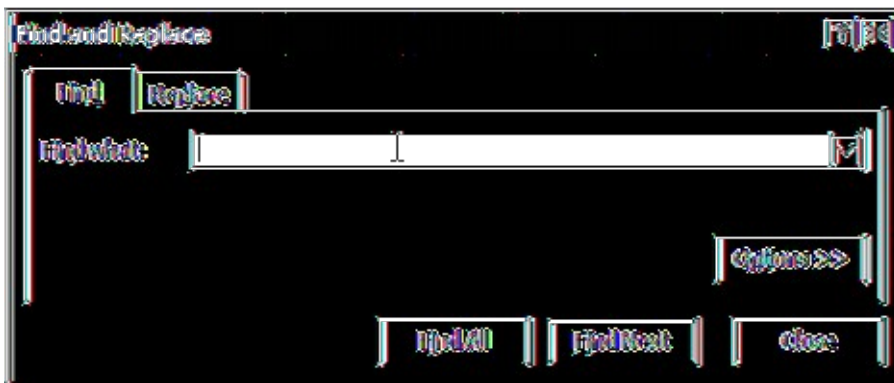 Find and Replace
Find Replace
Find what:
Options >>
Find All Find Next Close